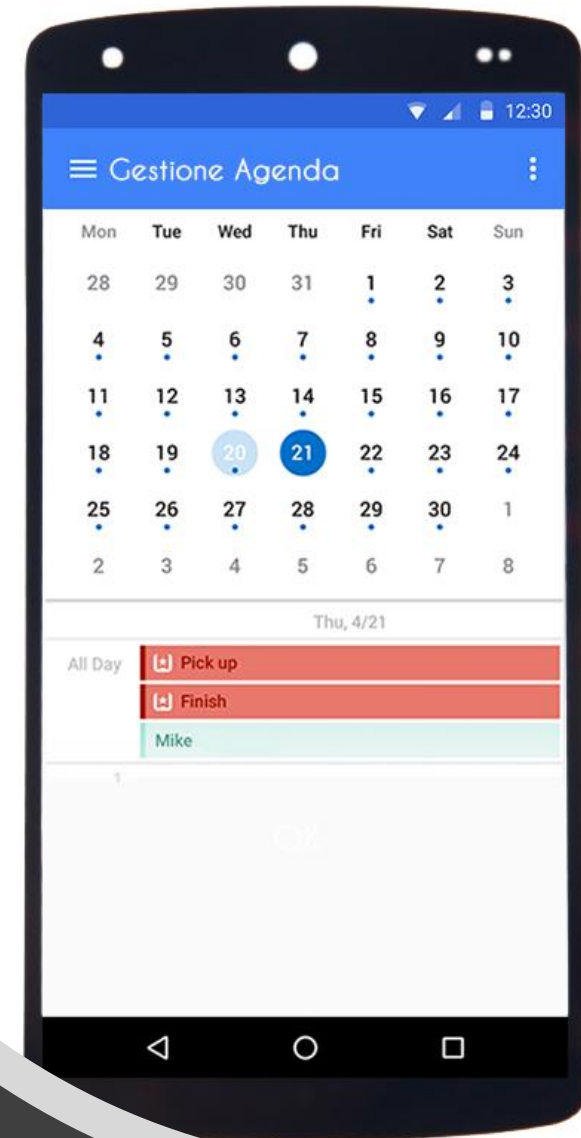 12:30
Gestione Agenda
Mon Tue Wed Thu Fri Sat Sun
28 29 30 31 1 2 3
4 5 6 7 8 9 10
11 12 13 14 15 16 17
18 19 20 21 22 23 24
25 26 27 28 29 30 1
2 3 4 5 6 7 8
Thu, 4/21
All Day Pick up
Finish
Mike
1